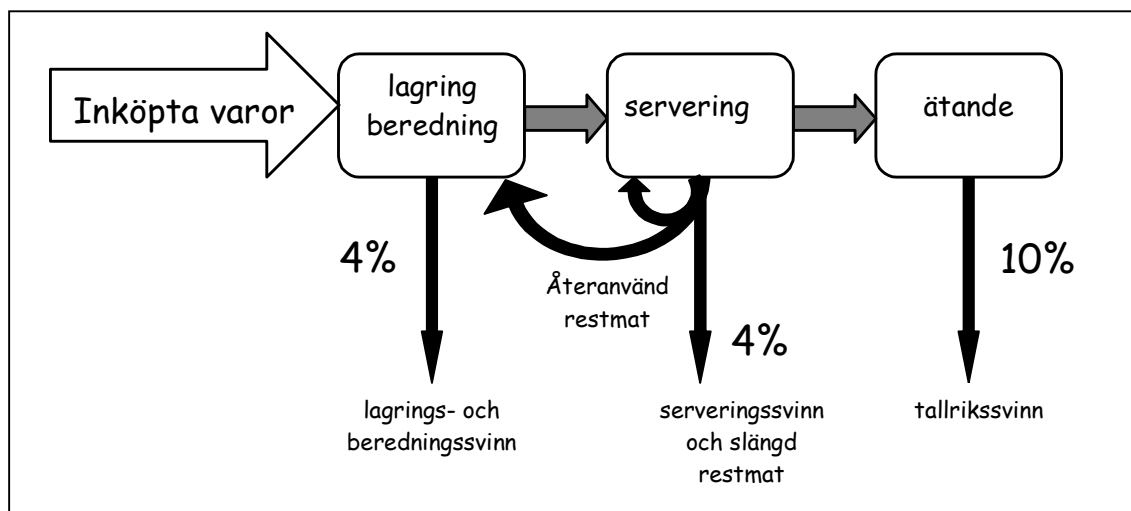 Inköpta varor
lagring
beredning
servering
ätande
4%
Återanvänd
restmat
4%
10%
lagrings- och
beredningssvinn
serveringssvinn
och slängd
restmat
tallrikssvinn